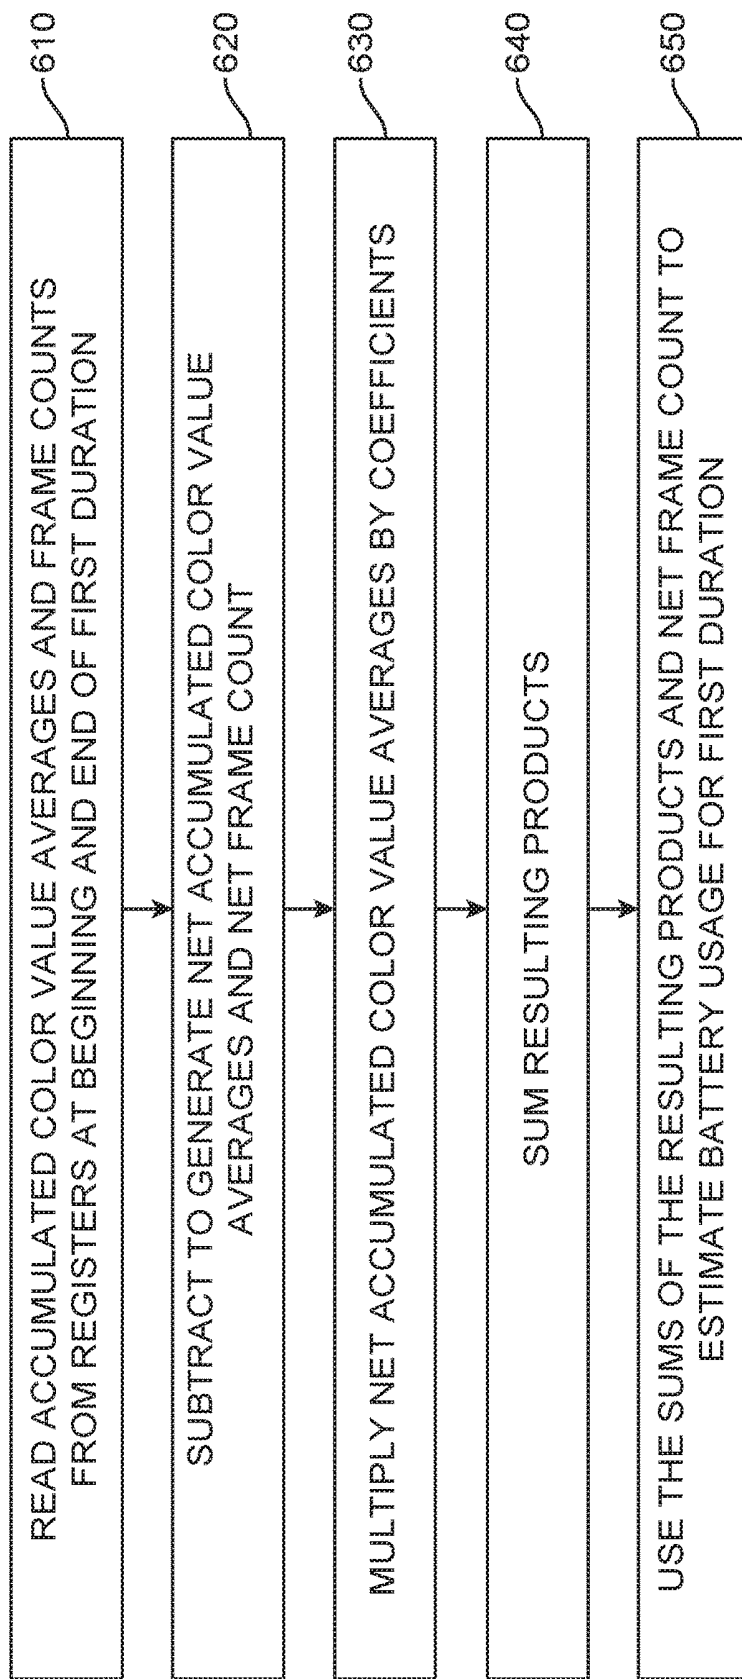 READ ACCUMULATED COLOR VALUE AVERAGES AND FRAME COUNTS
FROM REGISTERS AT BEGINNING AND END OF FIRST DURATION
610
SUBTRACT TO GENERATE NET ACCUMULATED COLOR VALUE
AVERAGES AND NET FRAME COUNT
620
MULTIPLY NET ACCUMULATED COLOR VALUE AVERAGES BY COEFFICIENTS
630
SUM RESULTING PRODUCTS
640
USE THE SUMS OF THE RESULTING PRODUCTS AND NET FRAME COUNT TO
ESTIMATE BATTERY USAGE FOR FIRST DURATION
650